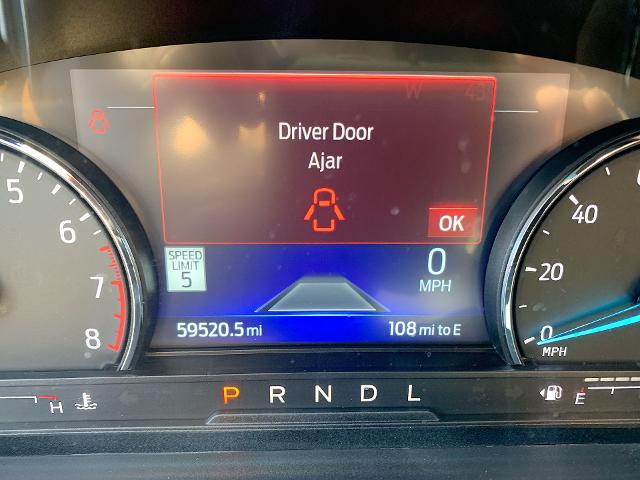 W 43°
Driver Door
Ajar
OK
SPEED
LIMIT
5
0
MPH
59520.5 mi
108 mi to E
5
6
7
8
H
P R N D L
40
20
0
MPH
E